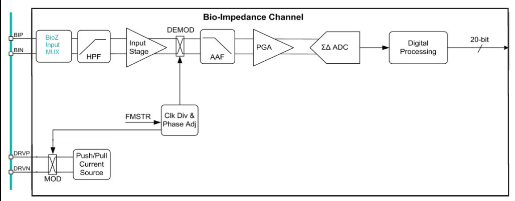 Bio-Impedance Channel
BIP
BIN
BioZ
Input
MUX
HPF
Input
Stage
DEMOD
AAF
PGA
ΣΔ ADC
Digital
Processing
20-bit
FMSTR
Clk Div &
Phase Adj
DRVP
DRVN
MOD
Push/Pull
Current
Source